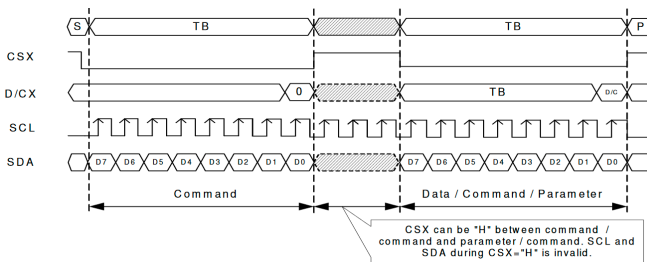 S TB TB P
CSX
D/CX 0 TB D/C
SCL
SDA D7 D6 D5 D4 D3 D2 D1 D0 D7 D6 D5 D4 D3 D2 D1 D0
Command Data / Command / Parameter
CSX can be "H" between command /
command and parameter / command. SCL and
SDA during CSX="H" is invalid.